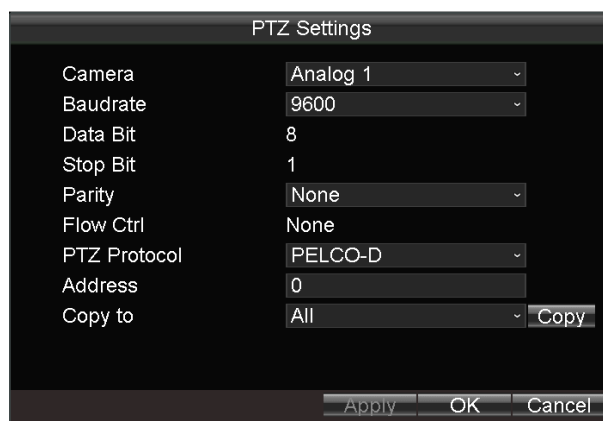 PTZ Settings
Camera Analog 1
Baudrate 9600
Data Bit 8
Stop Bit 1
Parity None
Flow Ctrl None
PTZ Protocol PELCO-D
Address 0
Copy to All Copy
Apply OK Cancel